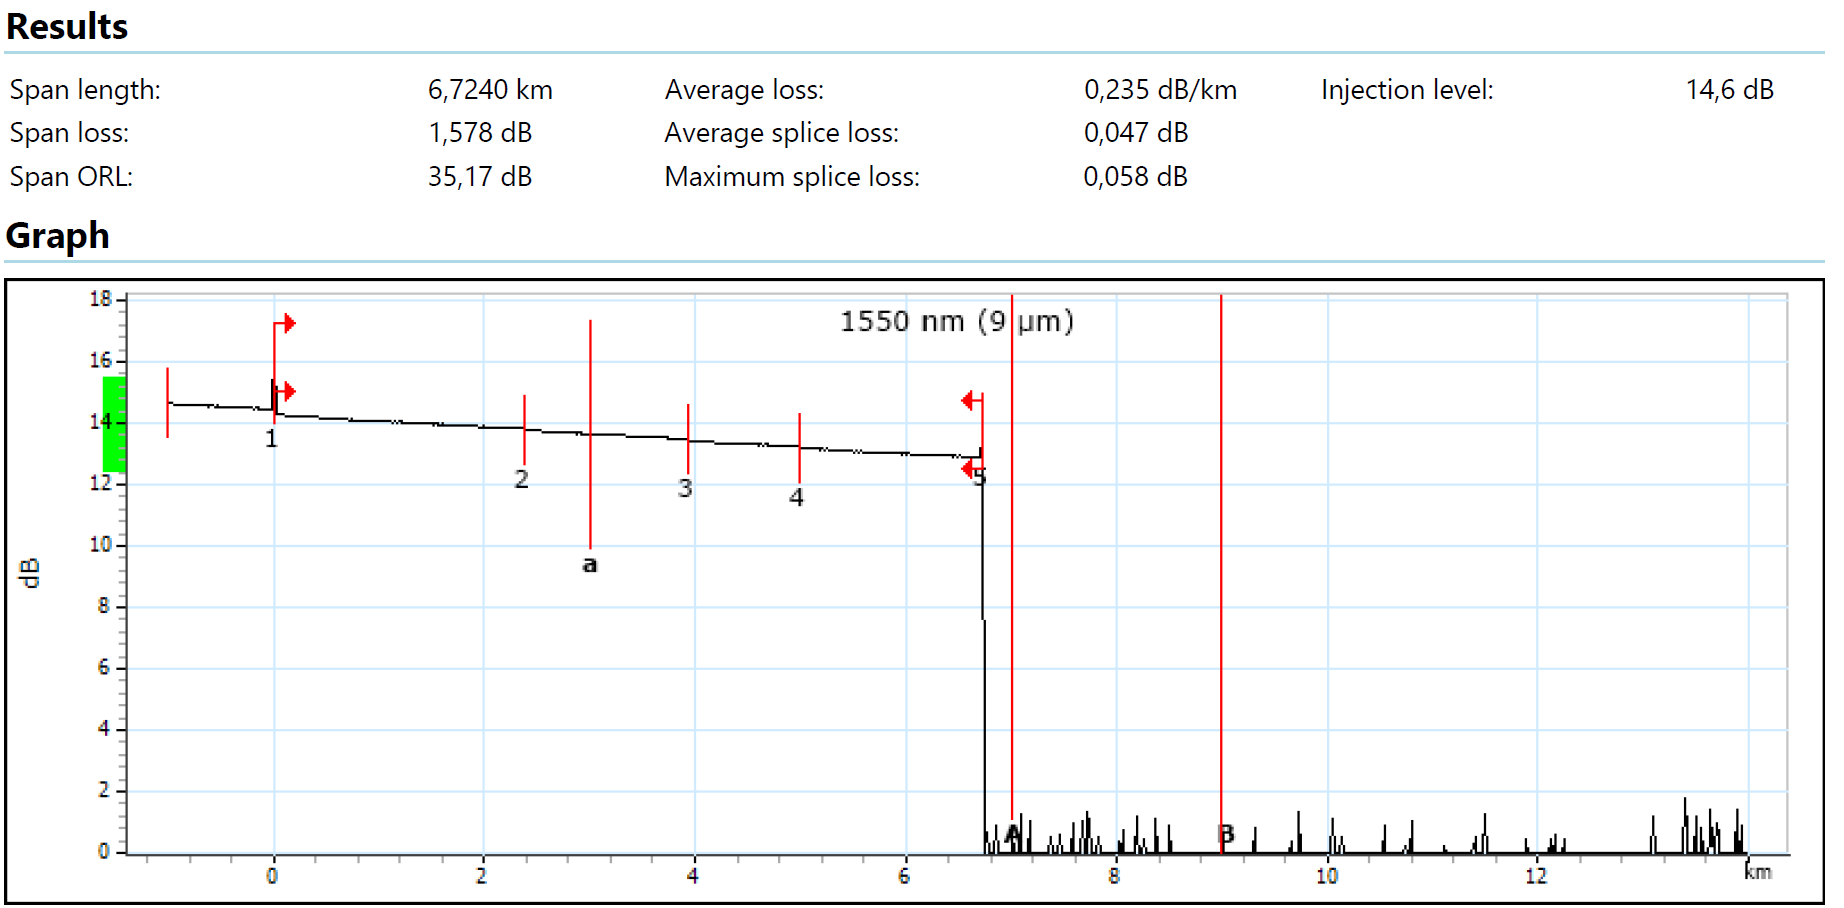 Results
Span length: 6,7240 km Average loss: 0,235 dB/km Injection level: 14,6 dB
Span loss: 1,578 dB Average splice loss: 0,047 dB
Span ORL: 35,17 dB Maximum splice loss: 0,058 dB
Graph
1550 nm (9 µm)
18
16
14
12
10
8
6
4
2
0
dB
1
2
3
4
5
a
A
B
0 2 4 6 8 10 12 km